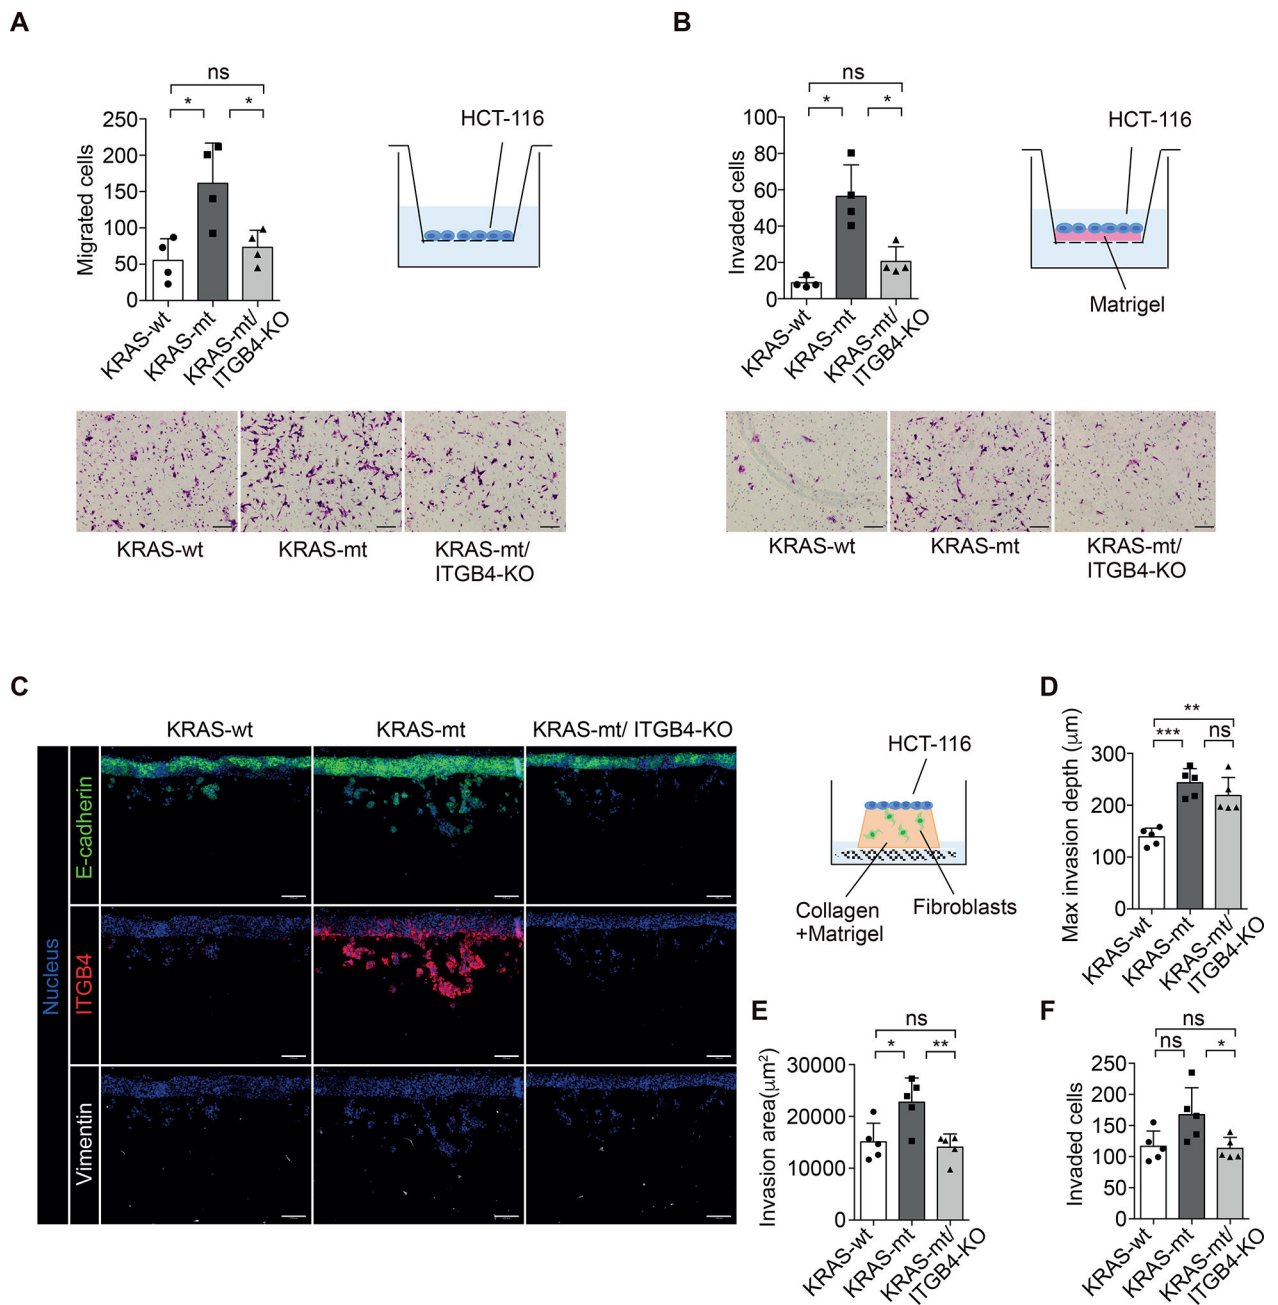 A
ns
*
*
250
200
150
100
50
0
Migrated cells
KRAS-wt
KRAS-mt
KRAS-mt/
ITGB4-KO
HCT-116
KRAS-wt
KRAS-mt
KRAS-mt/
ITGB4-KO
B
ns
*
*
100
80
60
40
20
0
Invaded cells
KRAS-wt
KRAS-mt
KRAS-mt/
ITGB4-KO
HCT-116
Matrigel
KRAS-wt
KRAS-mt
KRAS-mt/
ITGB4-KO
C
KRAS-wt
KRAS-mt
KRAS-mt/ ITGB4-KO
Nucleus
E-cadherin
ITGB4
Vimentin
HCT-116
Collagen
+Matrigel
Fibroblasts
D
**
***
ns
300
200
100
0
Max invasion depth (μm)
KRAS-wt
KRAS-mt
KRAS-mt/
ITGB4-KO
E
ns
*
**
30000
20000
10000
0
Invasion area(μm²)
KRAS-wt
KRAS-mt
KRAS-mt/
ITGB4-KO
F
ns
ns
*
250
200
150
100
50
0
Invaded cells
KRAS-wt
KRAS-mt
KRAS-mt/
ITGB4-KO